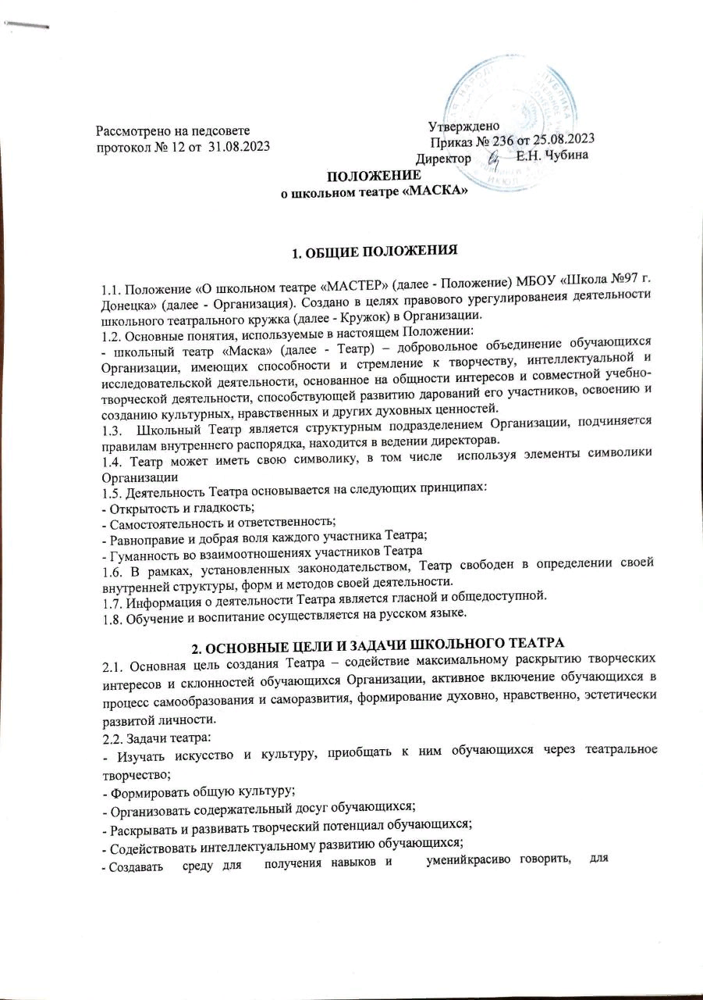 Рассмотрено на педсовете
протокол № 12 от 31.08.2023
Утверждено
Приказ № 236 от 25.08.2023
Директор Е.Н. Чубина
ПОЛОЖЕНИЕ
о школьном театре «МАСКА»
1. ОБЩИЕ ПОЛОЖЕНИЯ
1.1. Положение «О школьном театре «МАСТЕР» (далее - Положение) МБОУ «Школа №97 г.
Донецка» (далее - Организация). Создано в целях правового урегулированеия деятельности
школьного театрального кружка (далее - Кружок) в Организации.
1.2. Основные понятия, используемые в настоящем Положении:
- школьный театр «Маска» (далее - Театр) – добровольное объединение обучающихся
Организации, имеющих способности и стремление к творчеству, интеллектуальной и
исследовательской деятельности, основанное на общности интересов и совместной учебно-
творческой деятельности, способствующей развитию дарований его участников, освоению и
созданию культурных, нравственных и других духовных ценностей.
1.3. Школьный Театр является структурным подразделением Организации, подчиняется
правилам внутреннего распорядка, находится в ведении директорав.
1.4. Театр может иметь свою символику, в том числе используя элементы символики
Организации
1.5. Деятельность Театра основывается на следующих принципах:
- Открытость и гладкость;
- Самостоятельность и ответственность;
- Равноправие и добрая воля каждого участника Театра;
- Гуманность во взаимоотношениях участников Театра
1.6. В рамках, установленных законодательством, Театр свободен в определении своей
внутренней структуры, форм и методов своей деятельности.
1.7. Информация о деятельности Театра является гласной и общедоступной.
1.8. Обучение и воспитание осуществляется на русском языке.
2. ОСНОВНЫЕ ЦЕЛИ И ЗАДАЧИ ШКОЛЬНОГО ТЕАТРА
2.1. Основная цель создания Театра – содействие максимальному раскрытию творческих
интересов и склонностей обучающихся Организации, активное включение обучающихся в
процесс самообразования и саморазвития, формирование духовно, нравственно, эстетически
развитой личности.
2.2. Задачи театра:
- Изучать искусство и культуру, приобщать к ним обучающихся через театральное
творчество;
- Формировать общую культуру;
- Организовать содержательный досуг обучающихся;
- Раскрывать и развивать творческий потенциал обучающихся;
- Содействовать интеллектуальному развитию обучающихся;
- Создавать среду для получения навыков и уменийкрасиво говорить, для